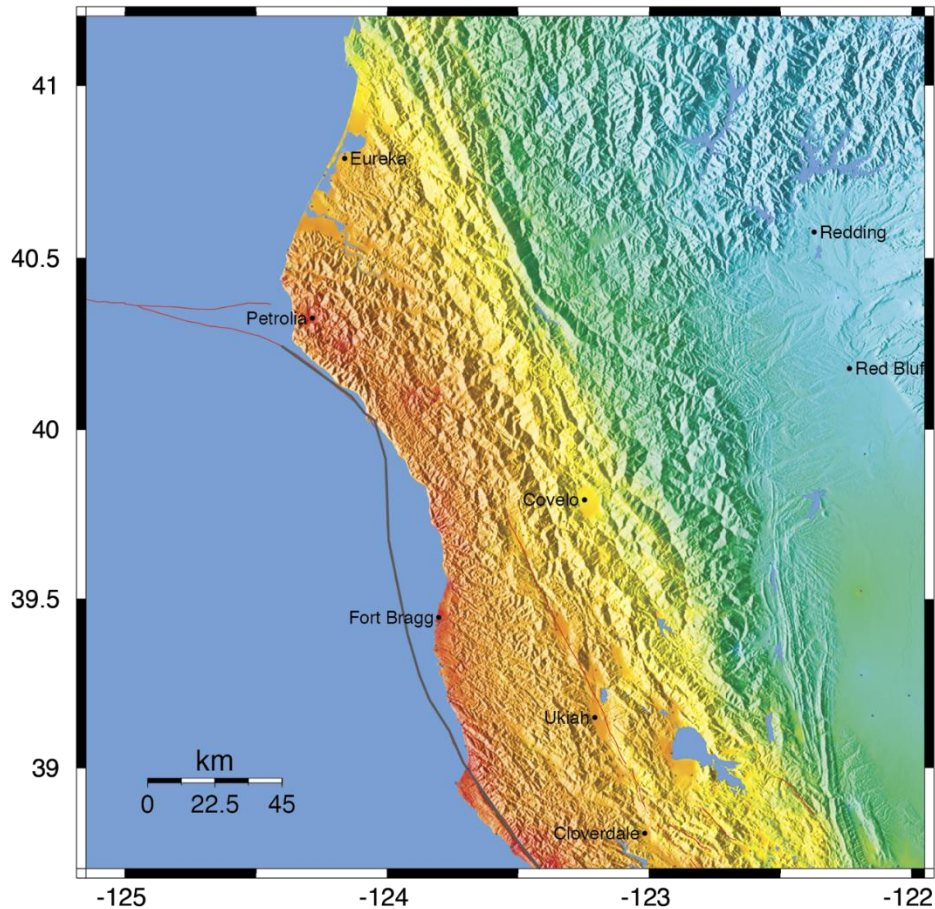 41
Eureka
Redding
40.5
Petrolia
Red Bluf
40
Covelo
39.5
Fort Bragg
Ukiah
39
km
0 22.5 45
Cloverdale
-125 -124 -123 -122